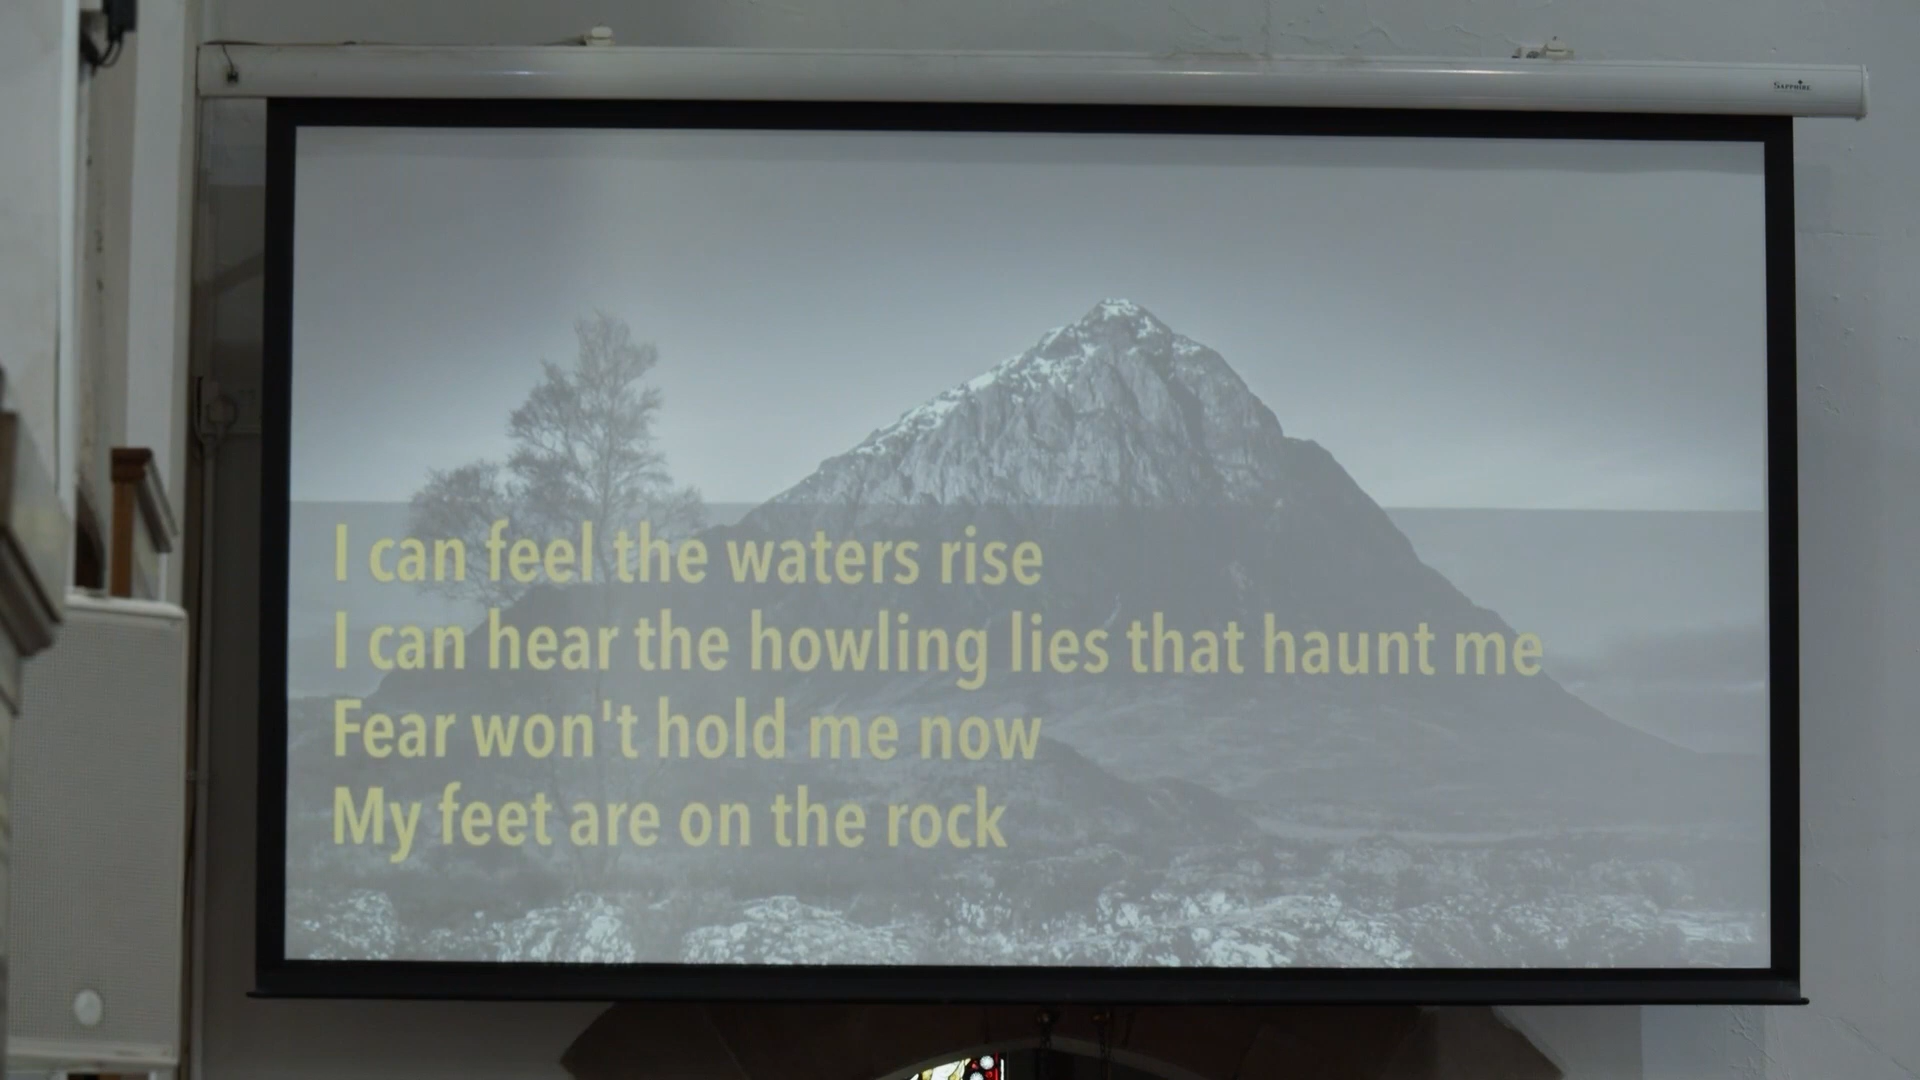 SAPPHIRE
I can feel the waters rise
I can hear the howling lies that haunt me
Fear won't hold me now
My feet are on the rock